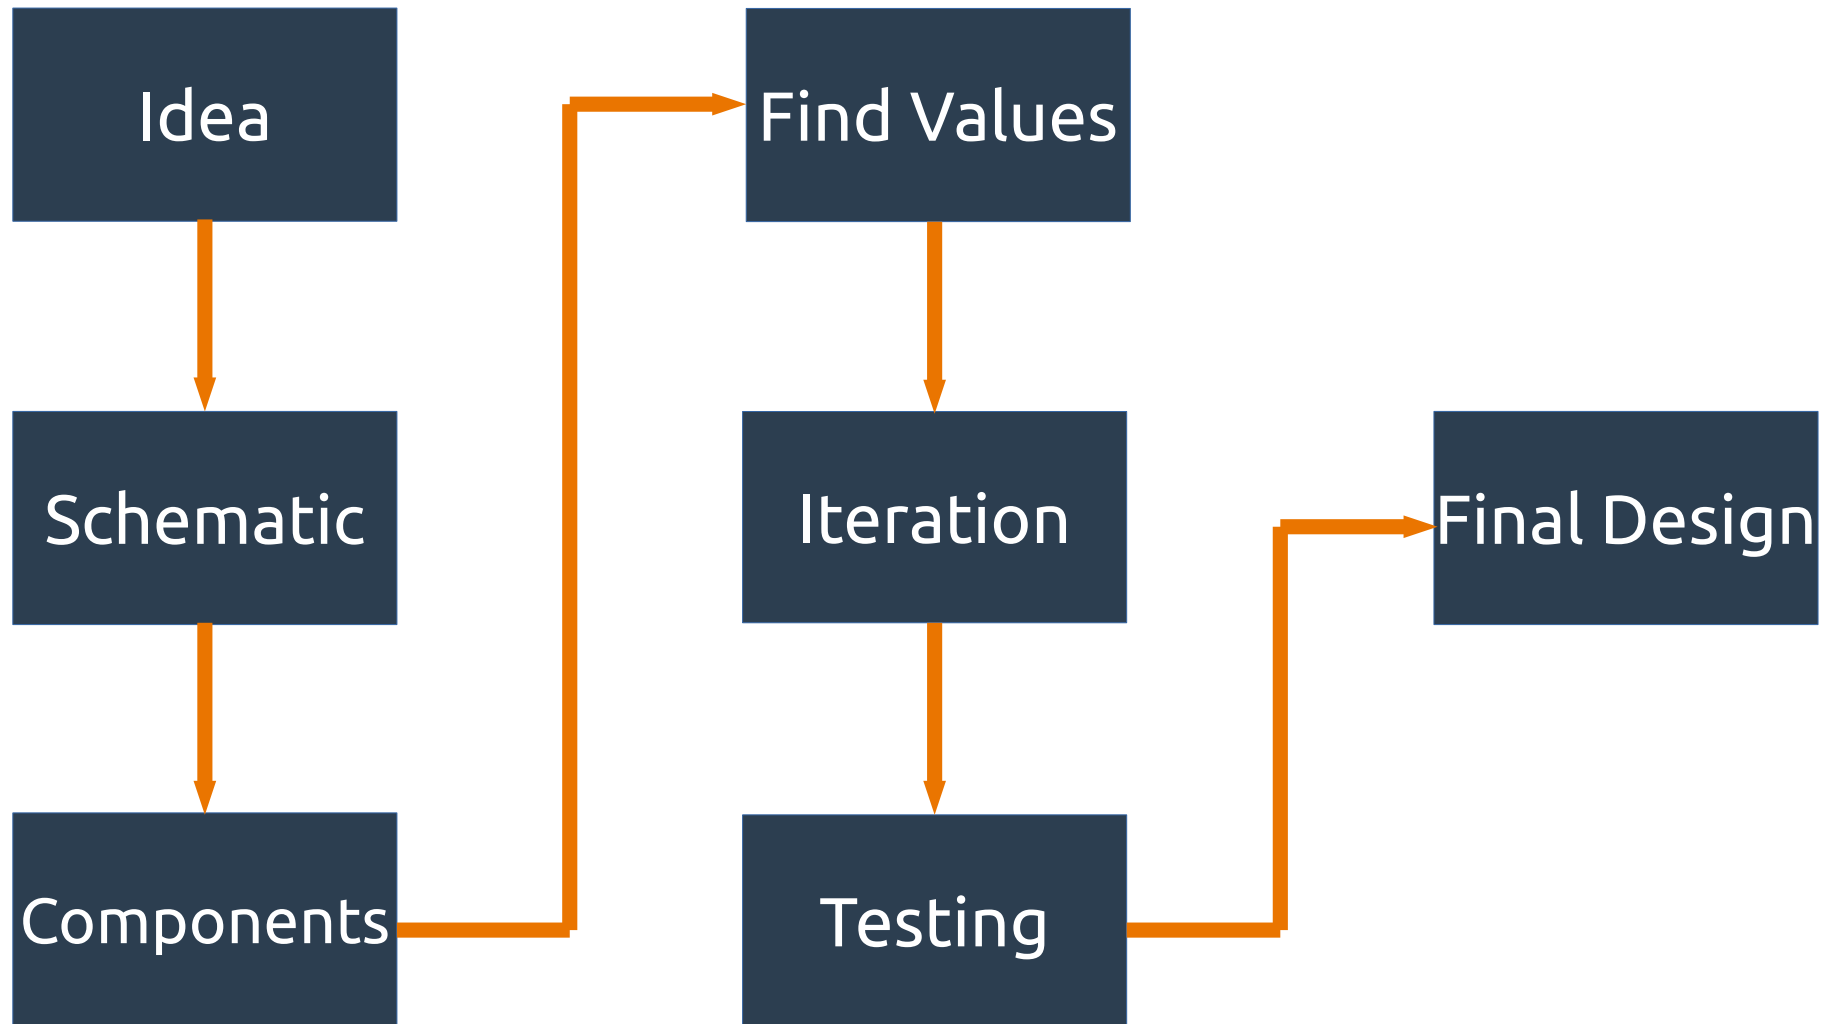 Idea
Schematic
Components
Find Values
Iteration
Testing
Final Design